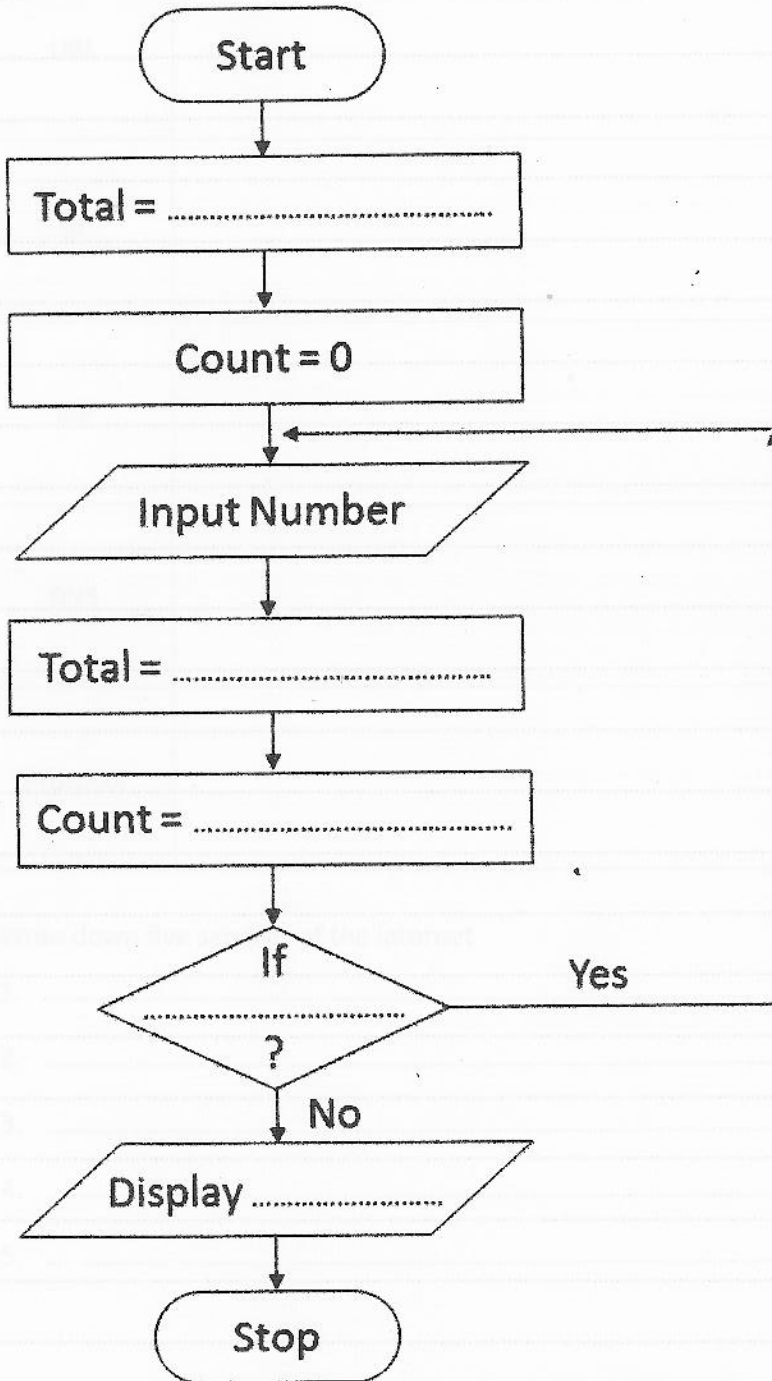 Start
Total = ..............................
Count = 0
Input Number
Total = ..............................
Count = ..............................
If
..............................
?
Yes
No
Display ....................
Stop